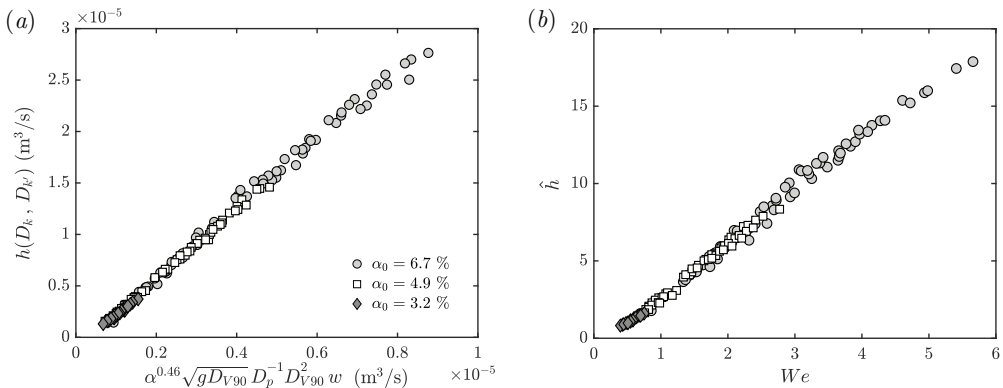 (a)
×10⁻⁵
3
2.5
2
1.5
1
0.5
0
h(D_k , D_k′) (m³/s)
α₀ = 6.7 %
α₀ = 4.9 %
α₀ = 3.2 %
0 0.2 0.4 0.6 0.8 1
α^0.46 √(gD_V90) D_p⁻¹ D²_V90 w (m³/s) ×10⁻⁵
(b)
20
15
10
5
0
ĥ
0 1 2 3 4 5 6
We